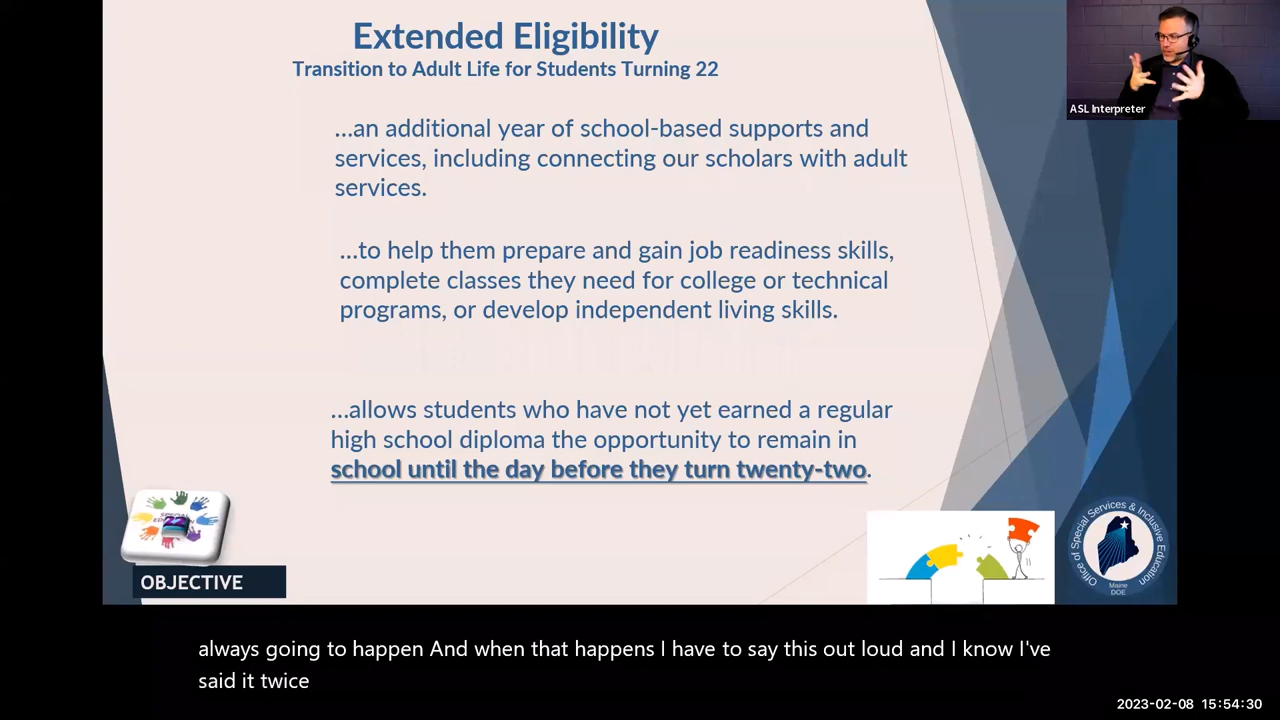 Extended Eligibility
Transition to Adult Life for Students Turning 22
ASL Interpreter
...an additional year of school-based supports and
services, including connecting our scholars with adult
services.
...to help them prepare and gain job readiness skills,
complete classes they need for college or technical
programs, or develop independent living skills.
...allows students who have not yet earned a regular
high school diploma the opportunity to remain in
school until the day before they turn twenty-two.
22
OBJECTIVE
Office of Special Services & Inclusive Education
Maine
DOE
always going to happen And when that happens I have to say this out loud and I know I've
said it twice
2023-02-08 15:54:30